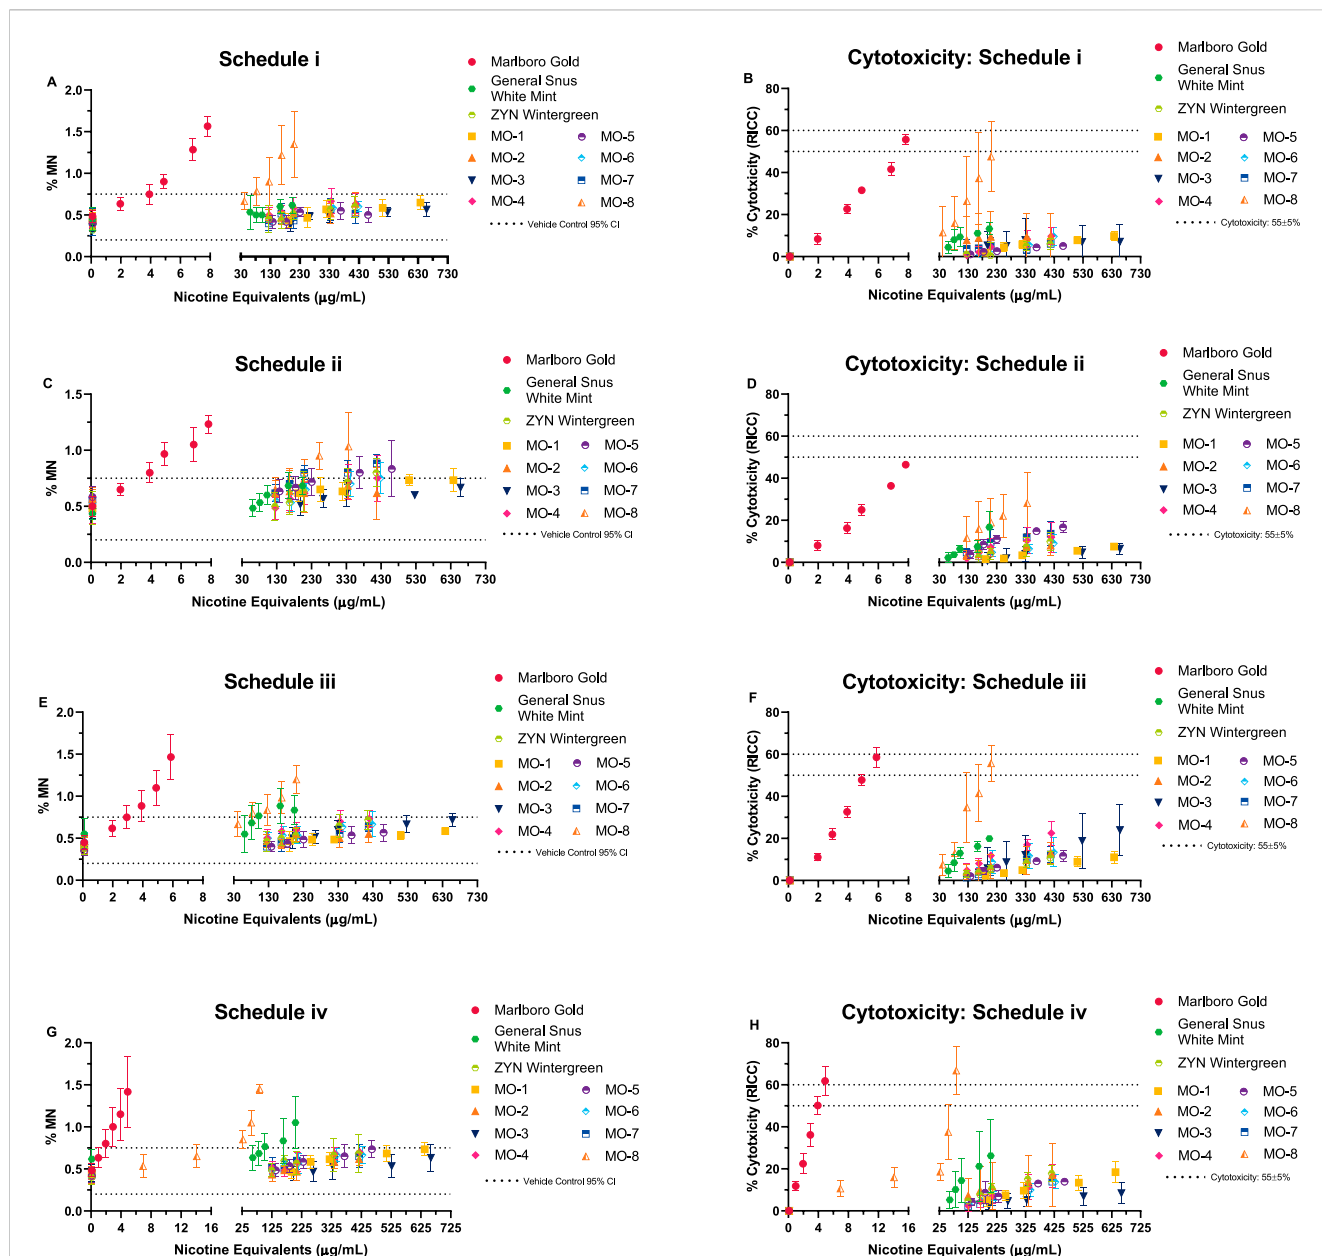 Schedule i
A
% MN
2.0
1.5
1.0
0.5
0.0
0 2 4 6 8
30 130 230 330 430 530 630 730
Nicotine Equivalents (µg/mL)
Marlboro Gold
General Snus
White Mint
ZYN Wintergreen
MO-1 MO-5
MO-2 MO-6
MO-3 MO-7
MO-4 MO-8
Vehicle Control 95% CI
Cytotoxicity: Schedule i
B
% Cytotoxicity (RICC)
80
60
40
20
0
0 2 4 6 8
30 130 230 330 430 530 630 730
Nicotine Equivalents (µg/mL)
Marlboro Gold
General Snus
White Mint
ZYN Wintergreen
MO-1 MO-5
MO-2 MO-6
MO-3 MO-7
MO-4 MO-8
Cytotoxicity: 55±5%
Schedule ii
C
% MN
1.5
1.0
0.5
0.0
0 2 4 6 8
30 130 230 330 430 530 630 730
Nicotine Equivalents (µg/mL)
Marlboro Gold
General Snus
White Mint
ZYN Wintergreen
MO-1 MO-5
MO-2 MO-6
MO-3 MO-7
MO-4 MO-8
Vehicle Control 95% CI
Cytotoxicity: Schedule ii
D
% Cytotoxicity (RICC)
80
60
40
20
0
0 2 4 6 8
30 130 230 330 430 530 630 730
Nicotine Equivalents (µg/mL)
Marlboro Gold
General Snus
White Mint
ZYN Wintergreen
MO-1 MO-5
MO-2 MO-6
MO-3 MO-7
MO-4 MO-8
Cytotoxicity: 55±5%
Schedule iii
E
% MN
2.0
1.5
1.0
0.5
0.0
0 2 4 6 8
30 130 230 330 430 530 630 730
Nicotine Equivalents (µg/mL)
Marlboro Gold
General Snus
White Mint
ZYN Wintergreen
MO-1 MO-5
MO-2 MO-6
MO-3 MO-7
MO-4 MO-8
Vehicle Control 95% CI
Cytotoxicity: Schedule iii
F
% Cytotoxicity (RICC)
80
60
40
20
0
0 2 4 6 8
30 130 230 330 430 530 630 730
Nicotine Equivalents (µg/mL)
Marlboro Gold
General Snus
White Mint
ZYN Wintergreen
MO-1 MO-5
MO-2 MO-6
MO-3 MO-7
MO-4 MO-8
Cytotoxicity: 55±5%
Schedule iv
G
% MN
2.0
1.5
1.0
0.5
0.0
0 2 4 6 8 10 12 14 16
25 125 225 325 425 525 625 725
Nicotine Equivalents (µg/mL)
Marlboro Gold
General Snus
White Mint
ZYN Wintergreen
MO-1 MO-5
MO-2 MO-6
MO-3 MO-7
MO-4 MO-8
Vehicle Control 95% CI
Cytotoxicity: Schedule iv
H
% Cytotoxicity (RICC)
80
60
40
20
0
0 4 8 12 16
25 125 225 325 425 525 625 725
Nicotine Equivalents (µg/mL)
Marlboro Gold
General Snus
White Mint
ZYN Wintergreen
MO-1 MO-5
MO-2 MO-6
MO-3 MO-7
MO-4 MO-8
Cytotoxicity: 55±5%